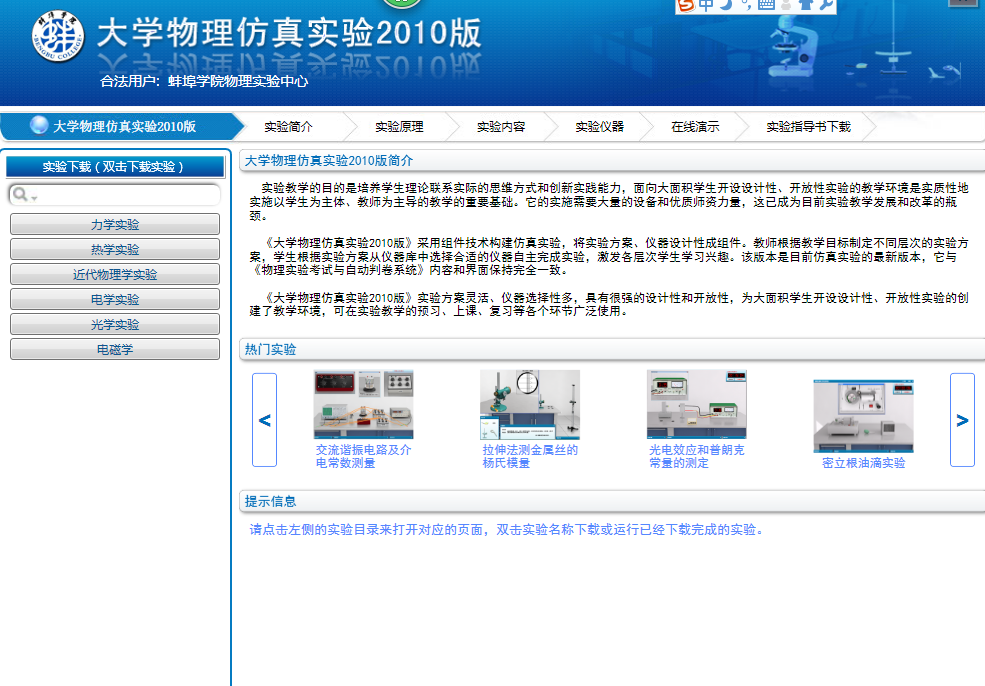 大学物理仿真实验2010版
合法用户：蚌埠学院物理实验中心
中
大学物理仿真实验2010版
实验简介
实验原理
实验内容
实验仪器
在线演示
实验指导书下载
实验下载（双击下载实验）
力学实验
热学实验
近代物理学实验
电学实验
光学实验
电磁学
大学物理仿真实验2010版简介
实验教学的目的是培养学生理论联系实际的思维方式和创新实践能力，面向大面积学生开设设计性、开放性实验的教学环境是实质性地
实施以学生为主体、教师为主导的教学的重要基础。它的实施需要大量的设备和优质师资力量，这已成为目前实验教学发展和改革的瓶
颈。
《大学物理仿真实验2010版》采用组件技术构建仿真实验，将实验方案、仪器设计性成组件。教师根据教学目标制定不同层次的实验方
案，学生根据实验方案从仪器库中选择合适的仪器自主完成实验，激发各层次学生学习兴趣。该版本是目前仿真实验的最新版本，它与
《物理实验考试与自动判卷系统》内容和界面保持完全一致。
《大学物理仿真实验2010版》实验方案灵活、仪器选择性多，具有很强的设计性和开放性，为大面积学生开设设计性、开放性实验的创
建了教学环境，可在实验教学的预习、上课、复习等各个环节广泛使用。
热门实验
<
交流谐振电路及介
电常数测量
拉伸法测金属丝的
杨氏模量
光电效应和普朗克
常量的测定
密立根油滴实验
>
提示信息
请点击左侧的实验目录来打开对应的页面，双击实验名称下载或运行已经下载完成的实验。